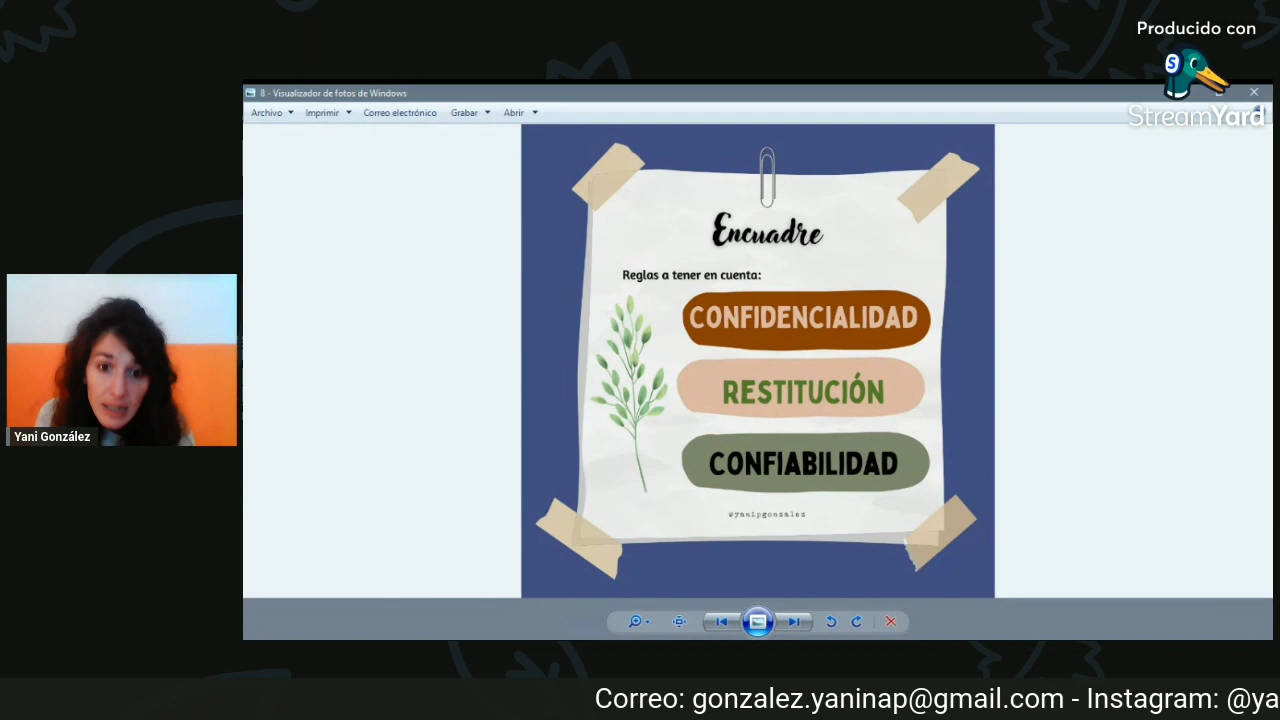 Producido con
StreamYard
8 - Visualizador de fotos de Windows
Archivo Imprimir Correo electrónico Grabar Abrir
Encuadre
Reglas a tener en cuenta:
CONFIDENCIALIDAD
RESTITUCIÓN
CONFIABILIDAD
@yanipgonzalez
Yani González
Correo: gonzalez.yaninap@gmail.com - Instagram: @ya